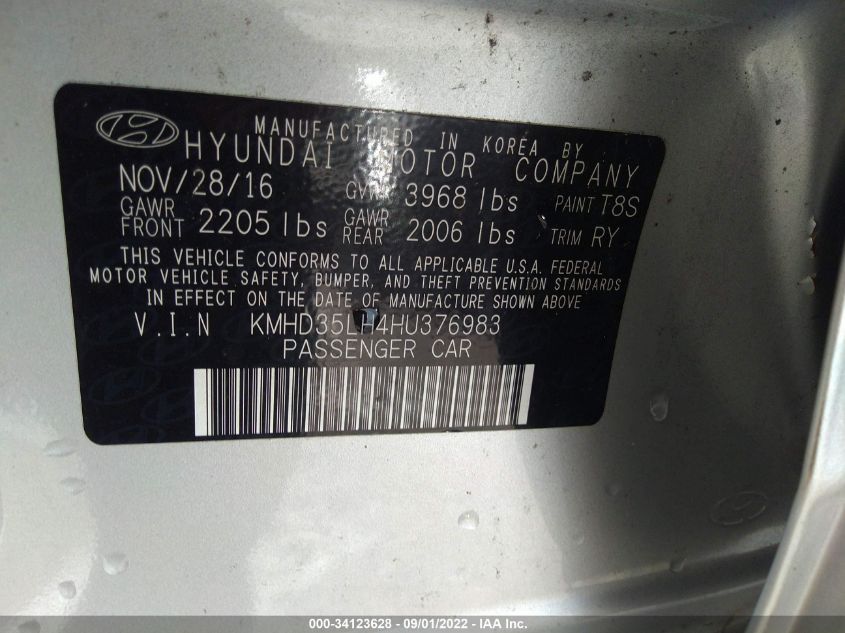 MANUFACTURED IN KOREA BY
HYUNDAI MOTOR COMPANY
NOV/28/16 GVWR 3968 lbs PAINT T8S
GAWR FRONT 2205 lbs GAWR REAR 2006 lbs TRIM RY
THIS VEHICLE CONFORMS TO ALL APPLICABLE U.S.A. FEDERAL
MOTOR VEHICLE SAFETY, BUMPER, AND THEFT PREVENTION STANDARDS
IN EFFECT ON THE DATE OF MANUFACTURE SHOWN ABOVE
V.I.N KMHD35LH4HU376983
PASSENGER CAR
000-34123628 - 09/01/2022 - IAA Inc.